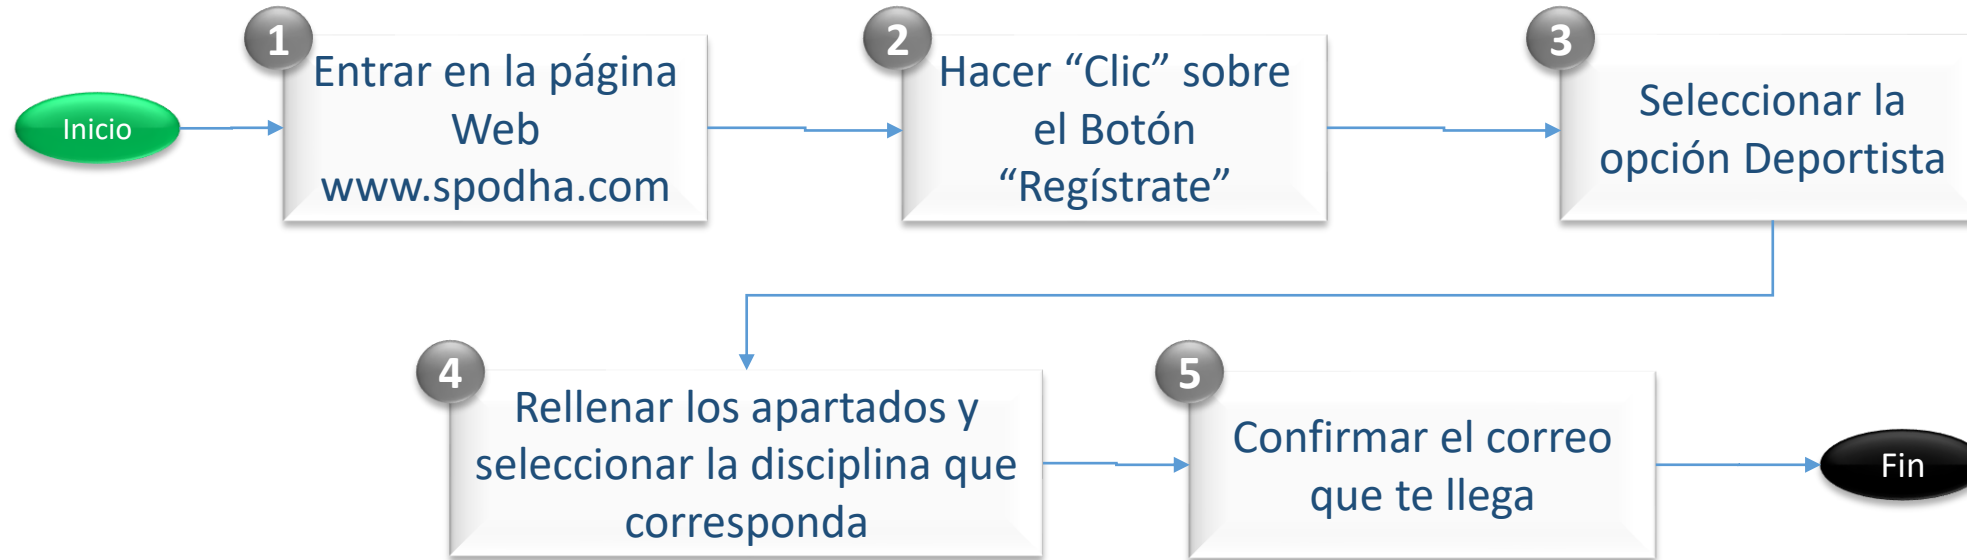 Inicio
1
Entrar en la página
Web
www.spodha.com
2
Hacer “Clic” sobre
el Botón
“Regístrate”
3
Seleccionar la
opción Deportista
4
Rellenar los apartados y
seleccionar la disciplina que
corresponda
5
Confirmar el correo
que te llega
Fin